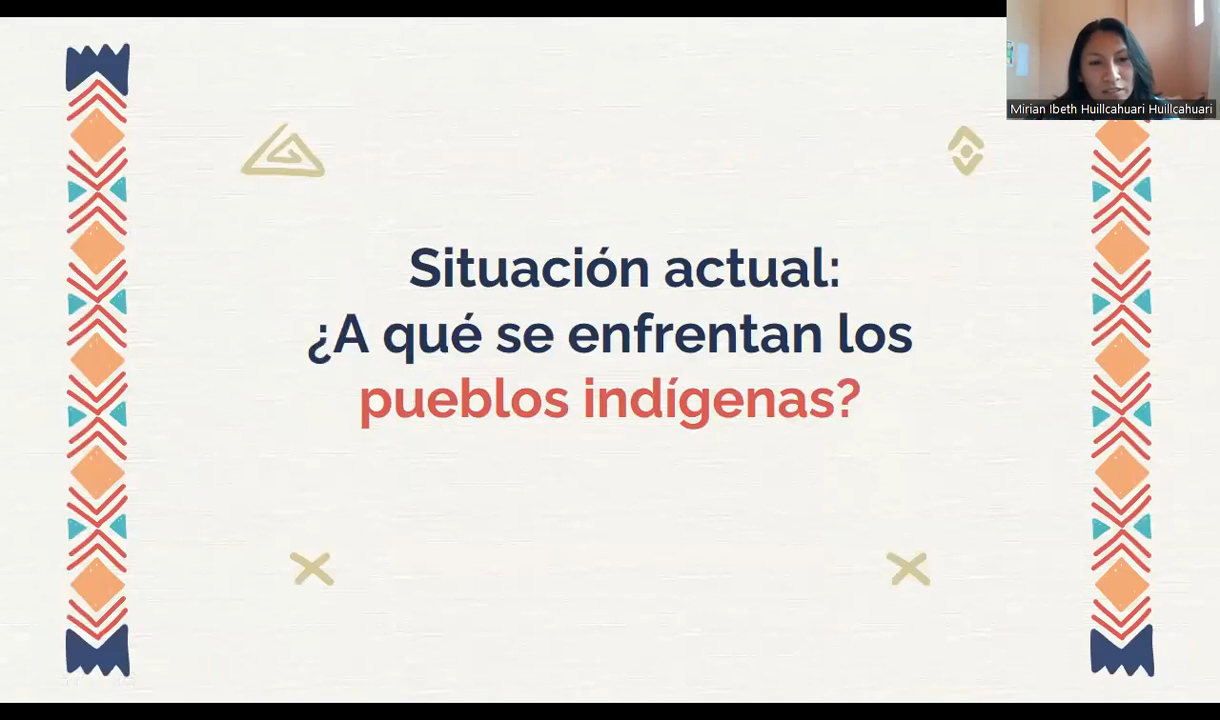 Mirian Ibeth Huillcahuari Huillcahuari
Situación actual:
¿A qué se enfrentan los
pueblos indígenas?